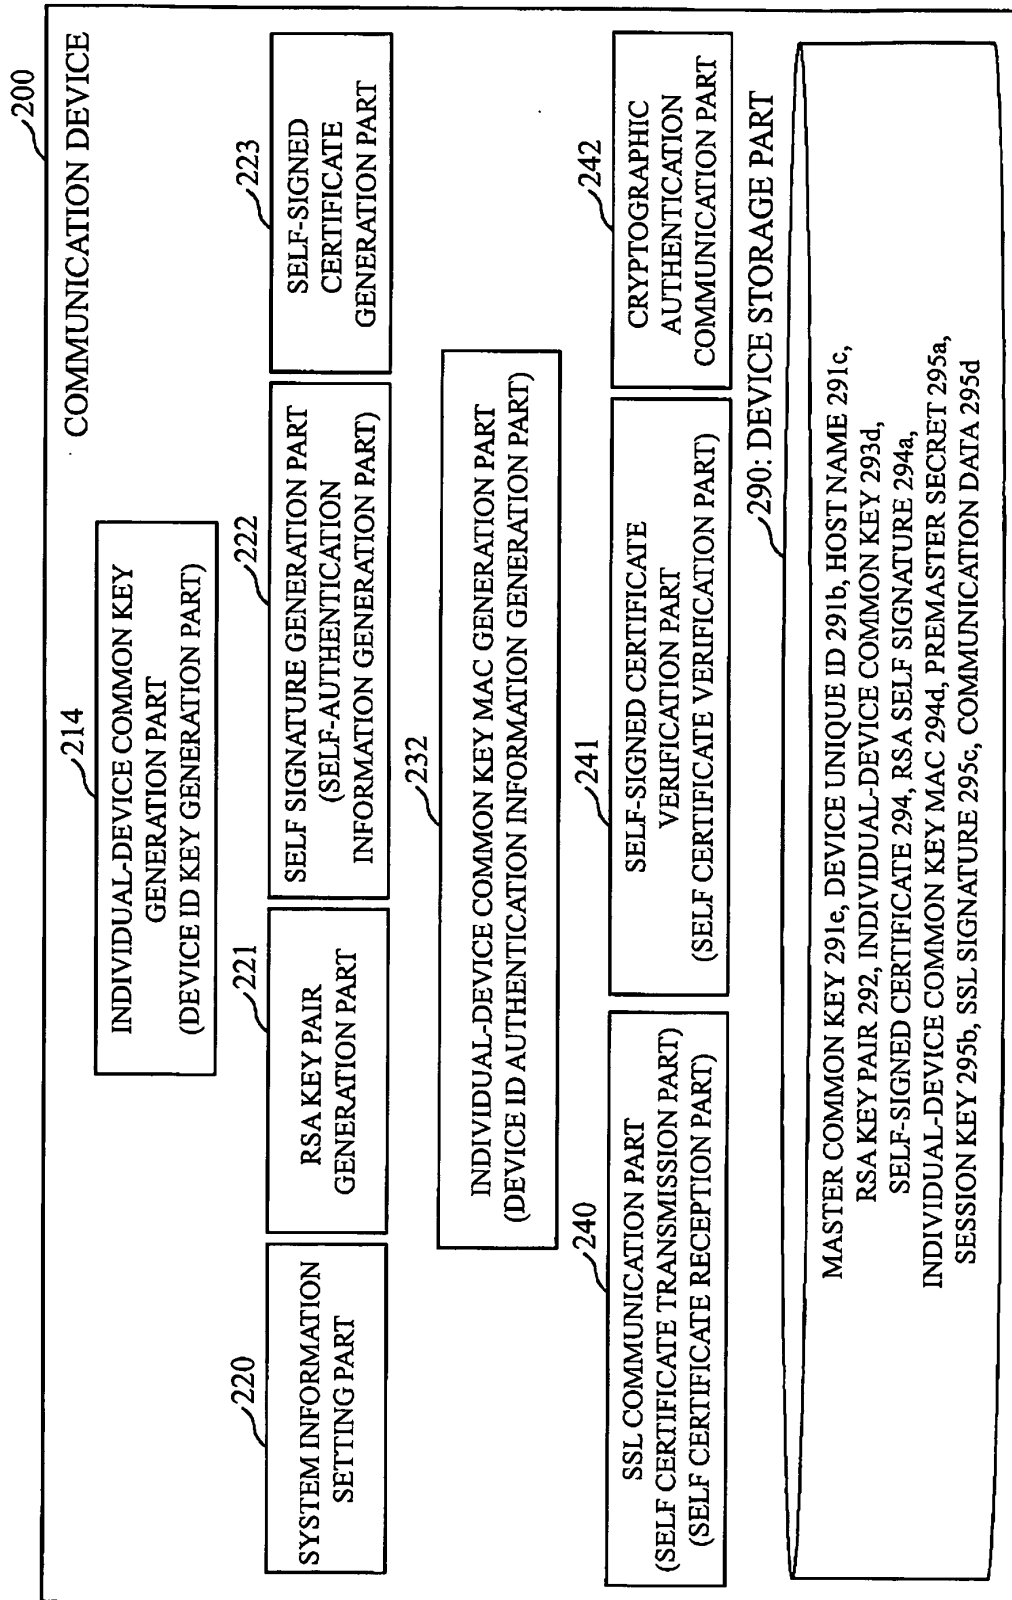 200
COMMUNICATION DEVICE
214
INDIVIDUAL-DEVICE COMMON KEY
GENERATION PART
(DEVICE ID KEY GENERATION PART)
220
SYSTEM INFORMATION
SETTING PART
221
RSA KEY PAIR
GENERATION PART
222
SELF SIGNATURE GENERATION PART
(SELF-AUTHENTICATION
INFORMATION GENERATION PART)
223
SELF-SIGNED
CERTIFICATE
GENERATION PART
232
INDIVIDUAL-DEVICE COMMON KEY MAC GENERATION PART
(DEVICE ID AUTHENTICATION INFORMATION GENERATION PART)
240
SSL COMMUNICATION PART
(SELF CERTIFICATE TRANSMISSION PART)
(SELF CERTIFICATE RECEPTION PART)
241
SELF-SIGNED CERTIFICATE
VERIFICATION PART
(SELF CERTIFICATE VERIFICATION PART)
242
CRYPTOGRAPHIC
AUTHENTICATION
COMMUNICATION PART
290: DEVICE STORAGE PART
MASTER COMMON KEY 291e, DEVICE UNIQUE ID 291b, HOST NAME 291c,
RSA KEY PAIR 292, INDIVIDUAL-DEVICE COMMON KEY 293d,
SELF-SIGNED CERTIFICATE 294, RSA SELF SIGNATURE 294a,
INDIVIDUAL-DEVICE COMMON KEY MAC 294d, PREMASTER SECRET 295a,
SESSION KEY 295b, SSL SIGNATURE 295c, COMMUNICATION DATA 295d